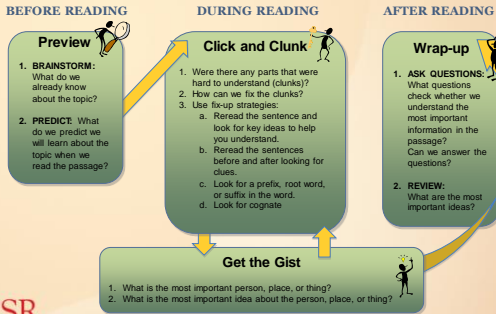 BEFORE READING
DURING READING
AFTER READING
Preview
1. BRAINSTORM:
What do we
already know
about the topic?
2. PREDICT: What
do we predict we
will learn about the
topic when we
read the passage?
Click and Clunk
1. Were there any parts that were
hard to understand (clunks)?
2. How can we fix the clunks?
3. Use fix-up strategies:
a. Reread the sentence and
look for key ideas to help
you understand.
b. Reread the sentences
before and after looking for
clues.
c. Look for a prefix, root word,
or suffix in the word.
d. Look for cognate
Wrap-up
1. ASK QUESTIONS:
What questions
check whether we
understand the
most important
information in the
passage?
Can we answer the
questions?
2. REVIEW:
What are the most
important ideas?
Get the Gist
1. What is the most important person, place, or thing?
2. What is the most important idea about the person, place, or thing?
SR